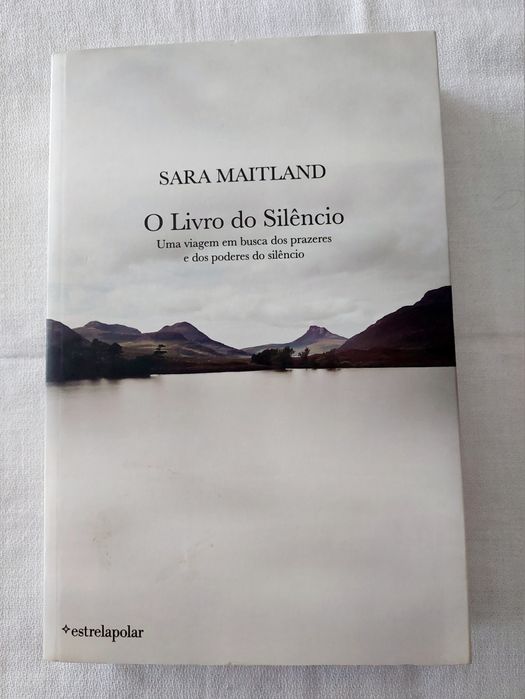 SARA MAITLAND
O Livro do Silêncio
Uma viagem em busca dos prazeres
e dos poderes do silêncio
estrelapolar